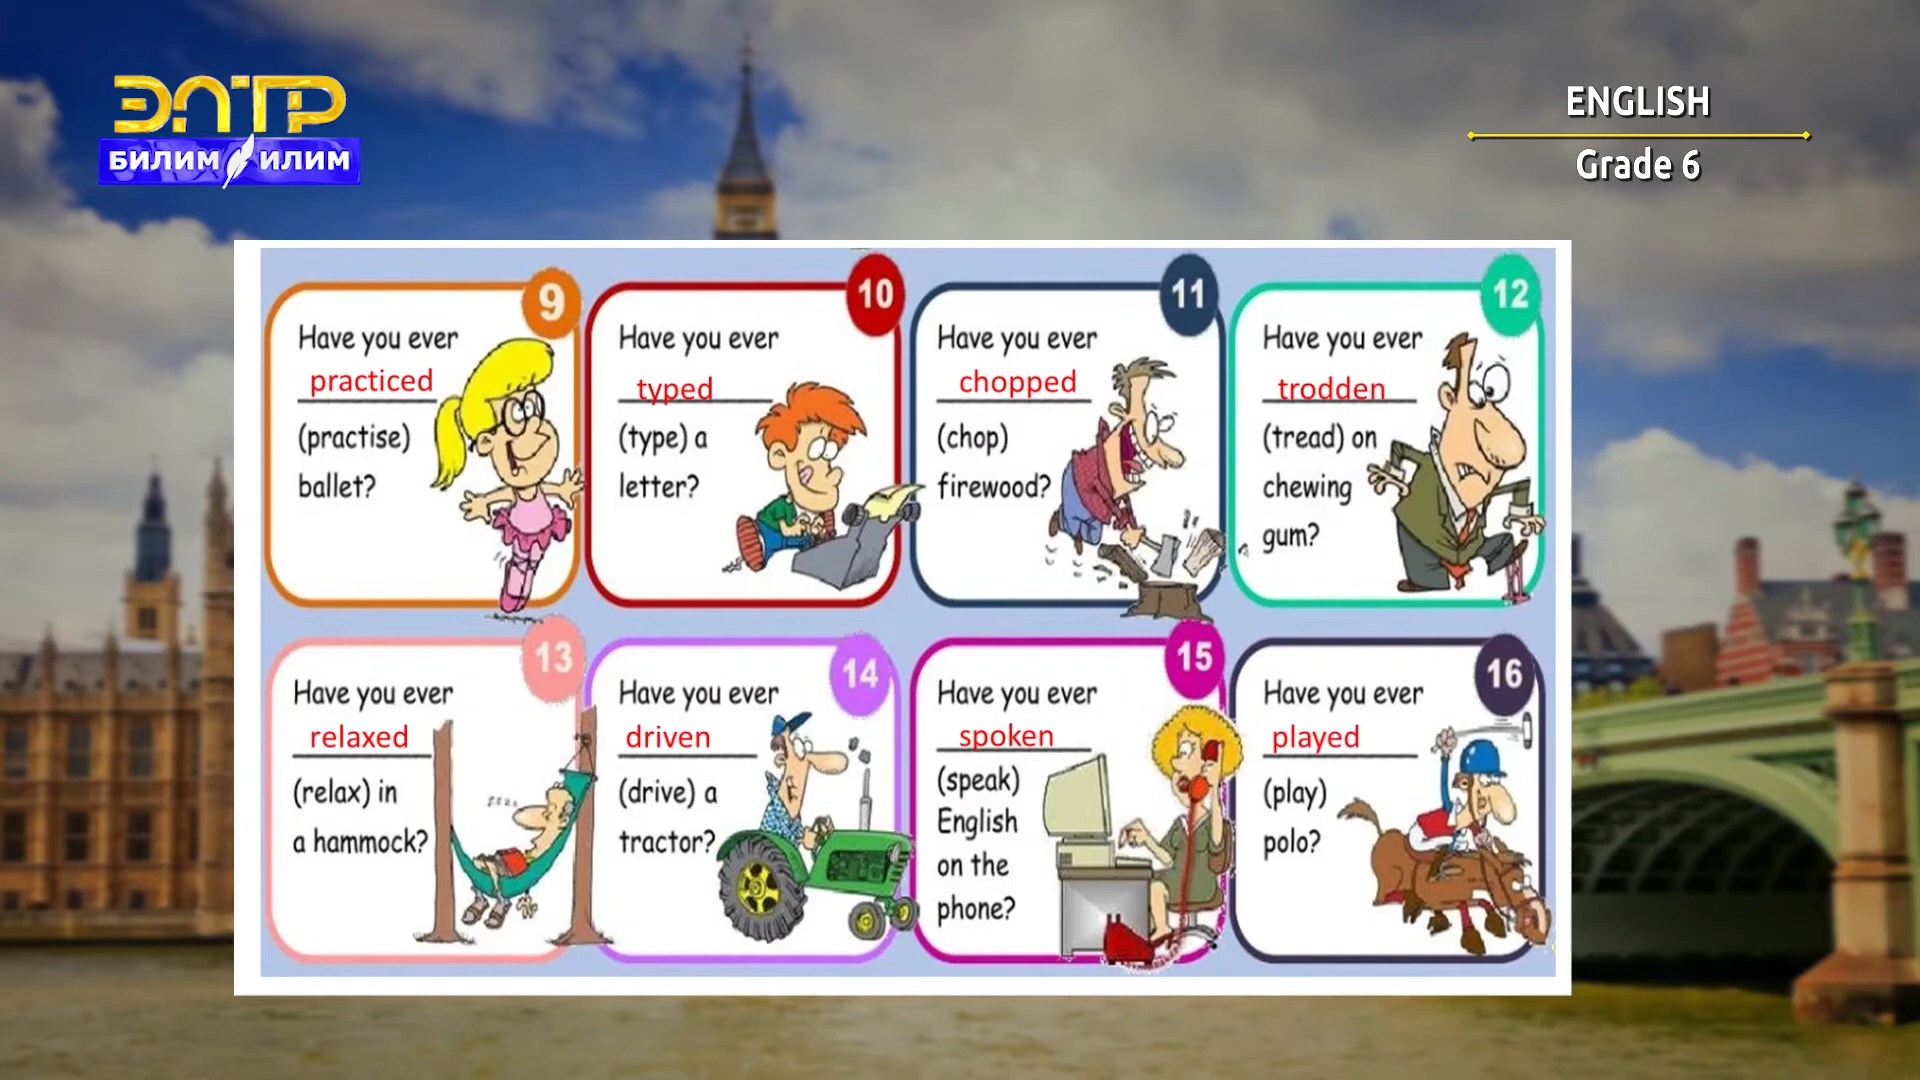 ЭЛТР
БИЛИМ ИЛИМ
ENGLISH
Grade 6
9
Have you ever
practiced
(practise)
ballet?
10
Have you ever
typed
(type) a
letter?
11
Have you ever
chopped
(chop)
firewood?
12
Have you ever
trodden
(tread) on
chewing
gum?
13
Have you ever
relaxed
(relax) in
a hammock?
zzzz
14
Have you ever
driven
(drive) a
tractor?
15
Have you ever
spoken
(speak)
English
on the
phone?
16
Have you ever
played
(play)
polo?